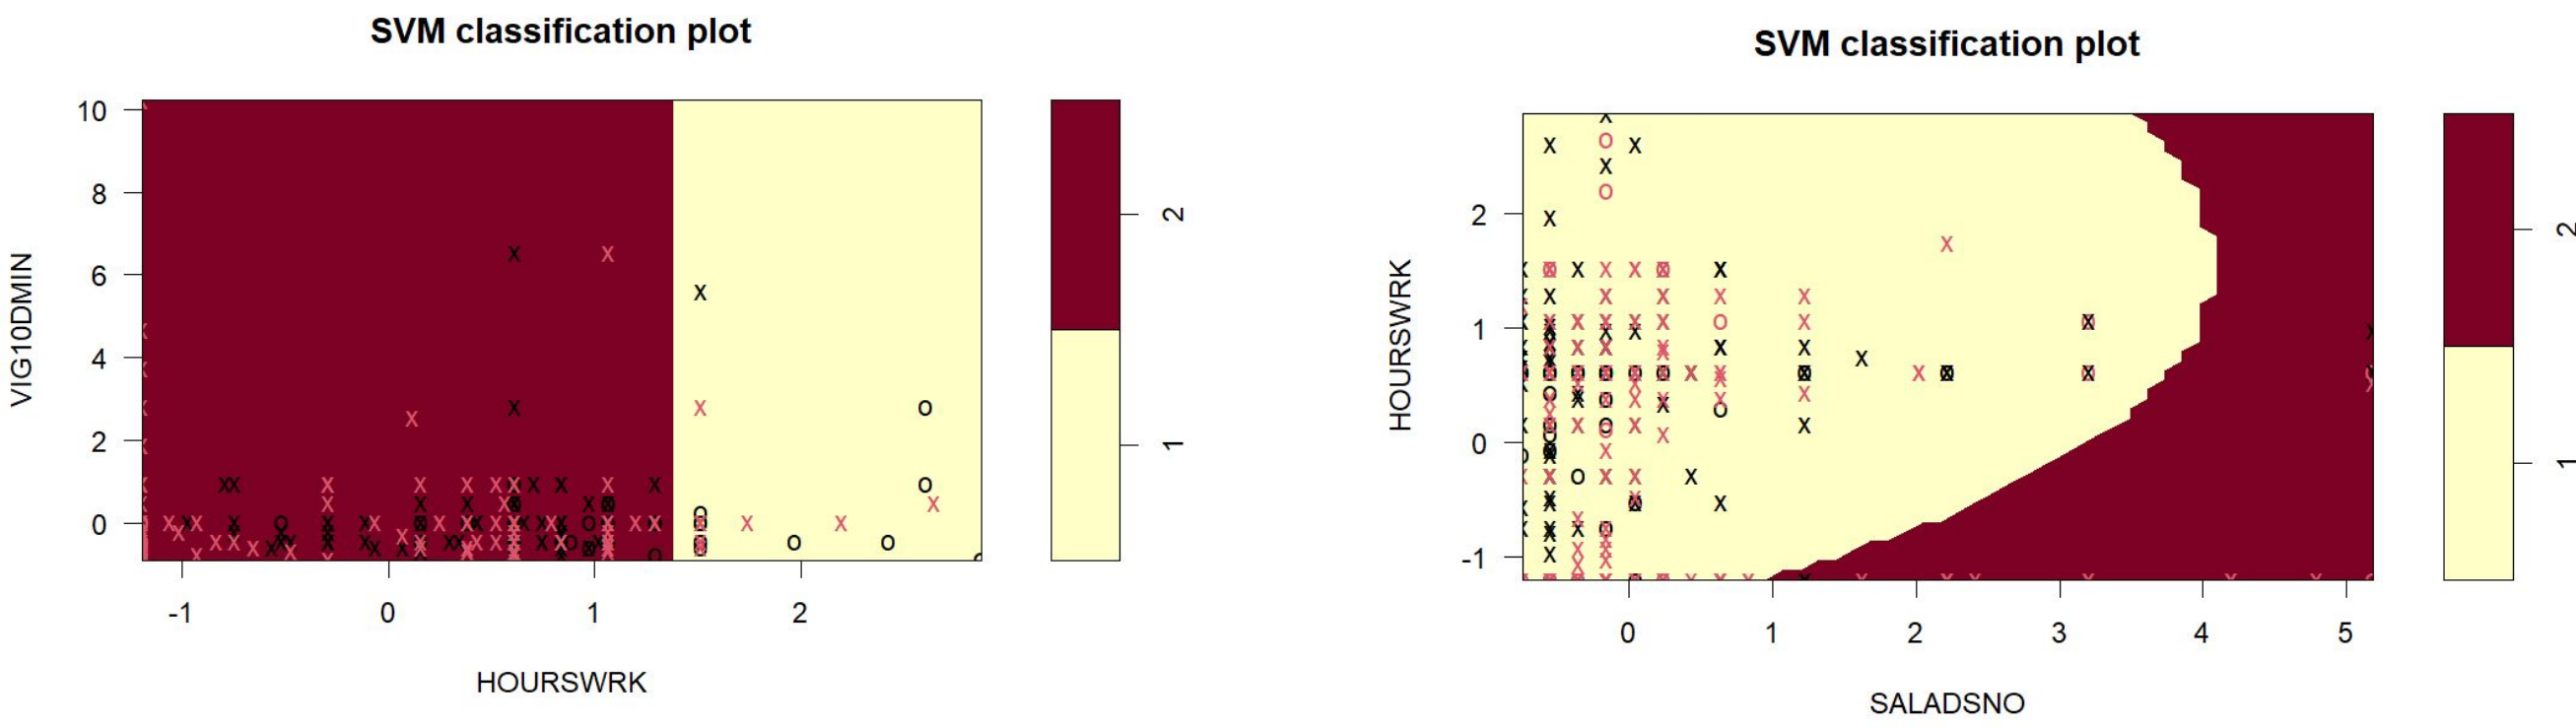 SVM classification plot
VIG10DMIN
10
8
6
4
2
0
-1 0 1 2
HOURSWRK
2
1
SVM classification plot
HOURSWRK
2
1
0
-1
0 1 2 3 4 5
SALADSNO
2
1